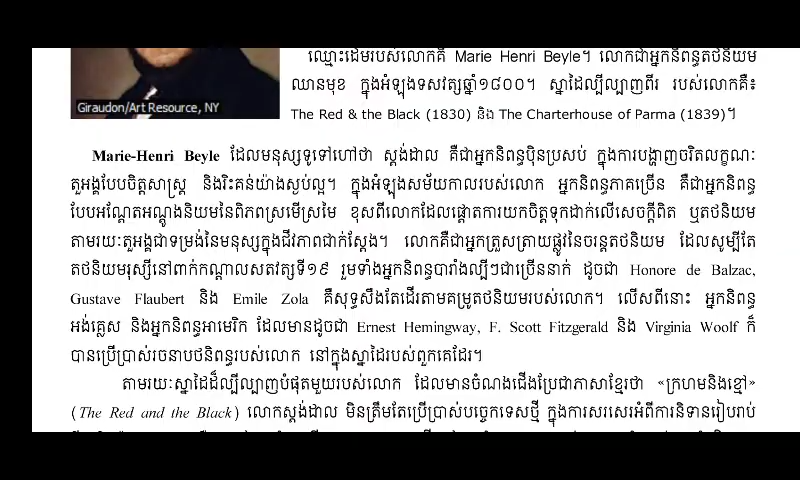 ឈ្មោះដើមរបស់លោកគឺ Marie Henri Beyle។ លោកជាអ្នកនិពន្ធតថនិយម
Giraudon/Art Resource, NY
ឈានមុខ ក្នុងអំឡុងទសវត្សឆ្នាំ១៨០០។ ស្នាដៃល្បីល្បាញពីរ របស់លោកគឺ៖
The Red & the Black (1830) និង The Charterhouse of Parma (1839)។
Marie-Henri Beyle ដែលមនុស្សទូទៅហៅថា ស្តង់ដាល គឺជាអ្នកនិពន្ធប៉ិនប្រសប់ ក្នុងការបង្ហាញចរិតលក្ខណៈ
តួអង្គបែបចិត្តសាស្ត្រ និងរិះគន់យ៉ាងស្ងប់ល្អ។ ក្នុងអំឡុងសម័យកាលរបស់លោក អ្នកនិពន្ធភាគច្រើន គឺជាអ្នកនិពន្ធ
បែបអណ្តែតអណ្តូងនិយមនៃពិភពស្រមើស្រមៃ ខុសពីលោកដែលផ្តោតការយកចិត្តទុកដាក់លើសេចក្តីពិត ឬតថនិយម
តាមរយៈតួអង្គជាទម្រង់នៃមនុស្សក្នុងជីវភាពជាក់ស្តែង។ លោកគឺជាអ្នកត្រួសត្រាយផ្លូវនៃចរន្តតថនិយម ដែលសូម្បីតែ
តថនិយមរុស្ស៊ីនៅពាក់កណ្តាលសតវត្សទី១៩ រួមទាំងអ្នកនិពន្ធបារាំងល្បីៗជាច្រើននាក់ ដូចជា Honore de Balzac,
Gustave Flaubert និង Emile Zola គឺសុទ្ធសឹងតែដើរតាមគម្រូតថនិយមរបស់លោក។ លើសពីនោះ អ្នកនិពន្ធ
អង់គ្លេស និងអ្នកនិពន្ធអាមេរិក ដែលមានដូចជា Ernest Hemingway, F. Scott Fitzgerald និង Virginia Woolf ក៏
បានប្រើប្រាស់រចនាបថនិពន្ធរបស់លោក នៅក្នុងស្នាដៃរបស់ពួកគេដែរ។
តាមរយៈស្នាដៃដ៏ល្បីល្បាញបំផុតមួយរបស់លោក ដែលមានចំណងជើងប្រែជាភាសាខ្មែរថា «ក្រហមនិងខ្មៅ»
(The Red and the Black) លោកស្តង់ដាល មិនត្រឹមតែប្រើប្រាស់បច្ចេកទេសថ្មី ក្នុងការសរសេរអំពីការនិទានរៀបរាប់